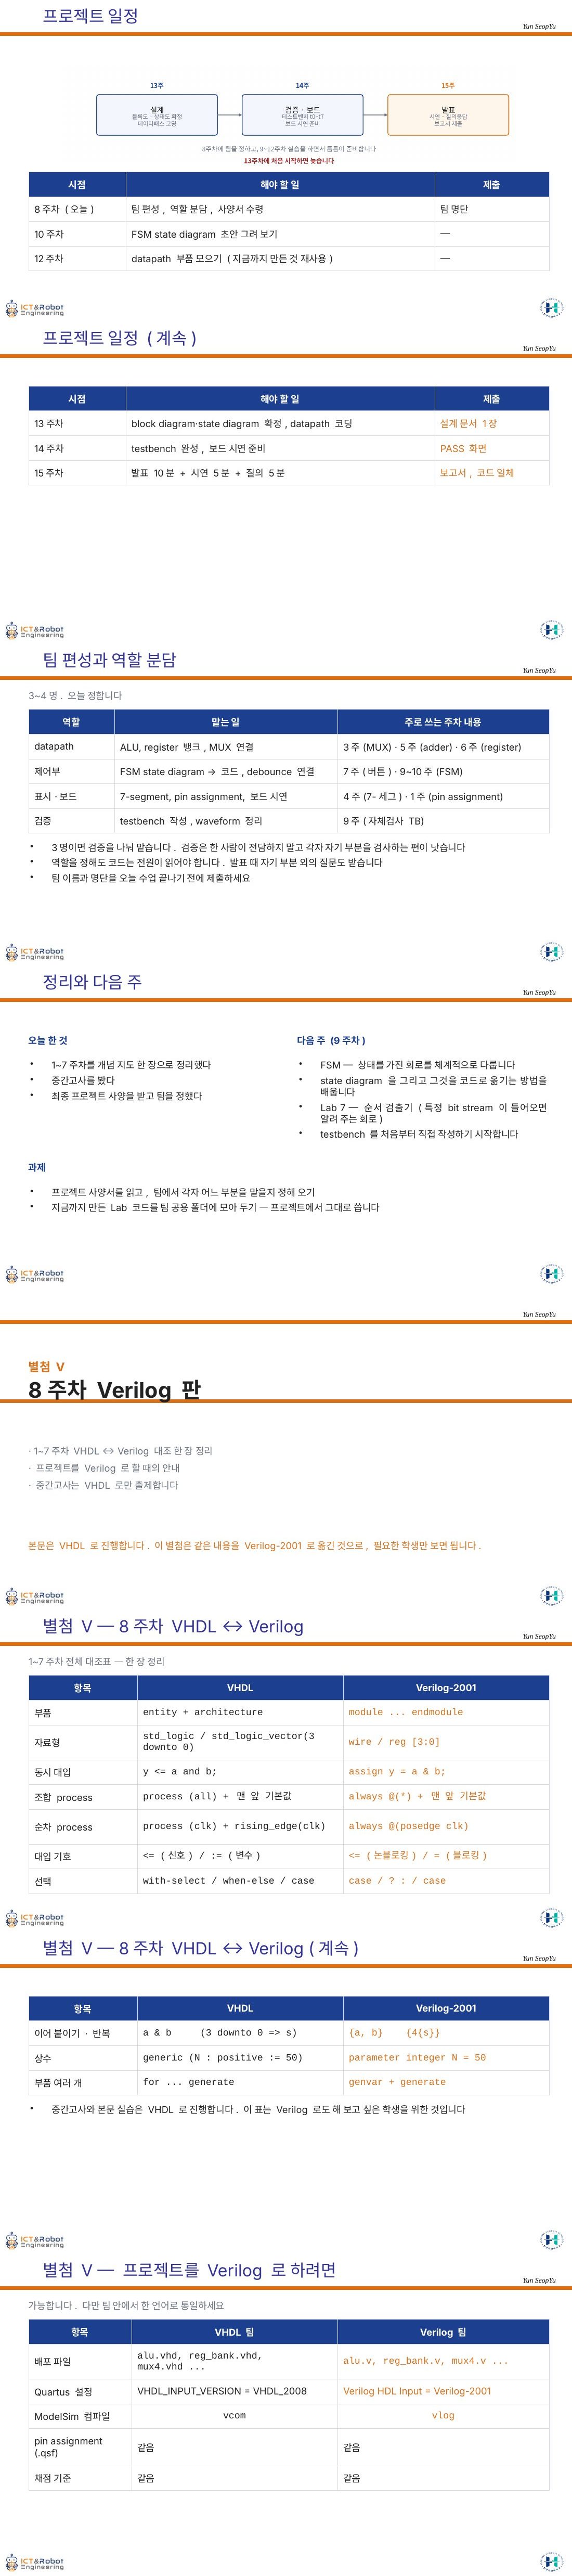 프로젝트 일정
Yun SeopYu
13주 14주 15주
설계 검증 · 보드 발표
블록도 · 상태도 확정 테스트벤치 t0~t7 시연 · 질의응답
데이터패스 코딩 보드 시연 준비 보고서 제출
8주차에 팀을 정하고, 9~12주차 실습을 하면서 틈틈이 준비합니다
13주차에 처음 시작하면 늦습니다
시점 해야 할 일 제출
8 주차 ( 오늘 ) 팀 편성 , 역할 분담 , 사양서 수령 팀 명단
10 주차 FSM state diagram 초안 그려 보기 —
12 주차 datapath 부품 모으기 ( 지금까지 만든 것 재사용 ) —
ICT&Robot
Engineering
프로젝트 일정 ( 계속 )
Yun SeopYu
시점 해야 할 일 제출
13 주차 block diagram·state diagram 확정 , datapath 코딩 설계 문서 1 장
14 주차 testbench 완성 , 보드 시연 준비 PASS 화면
15 주차 발표 10 분 + 시연 5 분 + 질의 5 분 보고서 , 코드 일체
ICT&Robot
Engineering
팀 편성과 역할 분담
Yun SeopYu
3~4 명 . 오늘 정합니다
역할 맡는 일 주로 쓰는 주차 내용
datapath ALU, register 뱅크 , MUX 연결 3 주 (MUX) · 5 주 (adder) · 6 주 (register)
제어부 FSM state diagram → 코드 , debounce 연결 7 주 ( 버튼 ) · 9~10 주 (FSM)
표시 · 보드 7-segment, pin assignment, 보드 시연 4 주 (7- 세그 ) · 1 주 (pin assignment)
검증 testbench 작성 , waveform 정리 9 주 ( 자체검사 TB)
• 3 명이면 검증을 나눠 맡습니다 . 검증은 한 사람이 전담하지 말고 각자 자기 부분을 검사하는 편이 낫습니다
• 역할을 정해도 코드는 전원이 읽어야 합니다 . 발표 때 자기 부분 외의 질문도 받습니다
• 팀 이름과 명단을 오늘 수업 끝나기 전에 제출하세요
ICT&Robot
Engineering
정리와 다음 주
Yun SeopYu
오늘 한 것
• 1~7 주차를 개념 지도 한 장으로 정리했다
• 중간고사를 봤다
• 최종 프로젝트 사양을 받고 팀을 정했다
다음 주 (9 주차 )
• FSM — 상태를 가진 회로를 체계적으로 다룹니다
• state diagram 을 그리고 그것을 코드로 옮기는 방법을
배웁니다
• Lab 7 — 순서 검출기 ( 특정 bit stream 이 들어오면
알려 주는 회로 )
• testbench 를 처음부터 직접 작성하기 시작합니다
과제
• 프로젝트 사양서를 읽고 , 팀에서 각자 어느 부분을 맡을지 정해 오기
• 지금까지 만든 Lab 코드를 팀 공용 폴더에 모아 두기 — 프로젝트에서 그대로 씁니다
ICT&Robot
Engineering
Yun SeopYu
별첨 V
8 주차 Verilog 판
· 1~7 주차 VHDL ↔ Verilog 대조 한 장 정리
· 프로젝트를 Verilog 로 할 때의 안내
· 중간고사는 VHDL 로만 출제합니다
본문은 VHDL 로 진행합니다 . 이 별첨은 같은 내용을 Verilog-2001 로 옮긴 것으로 , 필요한 학생만 보면 됩니다 .
ICT&Robot
Engineering
별첨 V — 8 주차 VHDL ↔ Verilog
Yun SeopYu
1~7 주차 전체 대조표 — 한 장 정리
항목 VHDL Verilog-2001
부품 entity + architecture module ... endmodule
자료형 std_logic / std_logic_vector(3 downto 0) wire / reg [3:0]
동시 대입 y <= a and b; assign y = a & b;
조합 process process (all) + 맨 앞 기본값 always @(*) + 맨 앞 기본값
순차 process process (clk) + rising_edge(clk) always @(posedge clk)
대입 기호 <= ( 신호 ) / := ( 변수 ) <= ( 논블로킹 ) / = ( 블로킹 )
선택 with-select / when-else / case case / ? : / case
ICT&Robot
Engineering
별첨 V — 8 주차 VHDL ↔ Verilog ( 계속 )
Yun SeopYu
항목 VHDL Verilog-2001
이어 붙이기 · 반복 a & b (3 downto 0 => s) {a, b} {4{s}}
상수 generic (N : positive := 50) parameter integer N = 50
부품 여러 개 for ... generate genvar + generate
• 중간고사와 본문 실습은 VHDL 로 진행합니다 . 이 표는 Verilog 로도 해 보고 싶은 학생을 위한 것입니다
ICT&Robot
Engineering
별첨 V — 프로젝트를 Verilog 로 하려면
Yun SeopYu
가능합니다 . 다만 팀 안에서 한 언어로 통일하세요
항목 VHDL 팀 Verilog 팀
배포 파일 alu.vhd, reg_bank.vhd, mux4.vhd ... alu.v, reg_bank.v, mux4.v ...
Quartus 설정 VHDL_INPUT_VERSION = VHDL_2008 Verilog HDL Input = Verilog-2001
ModelSim 컴파일 vcom vlog
pin assignment (.qsf) 같음 같음
채점 기준 같음 같음
ICT&Robot
Engineering